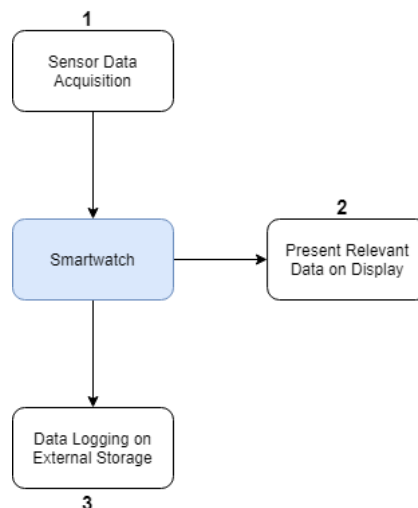 1
Sensor Data
Acquisition
Smartwatch
2
Present Relevant
Data on Display
Data Logging on
External Storage
3